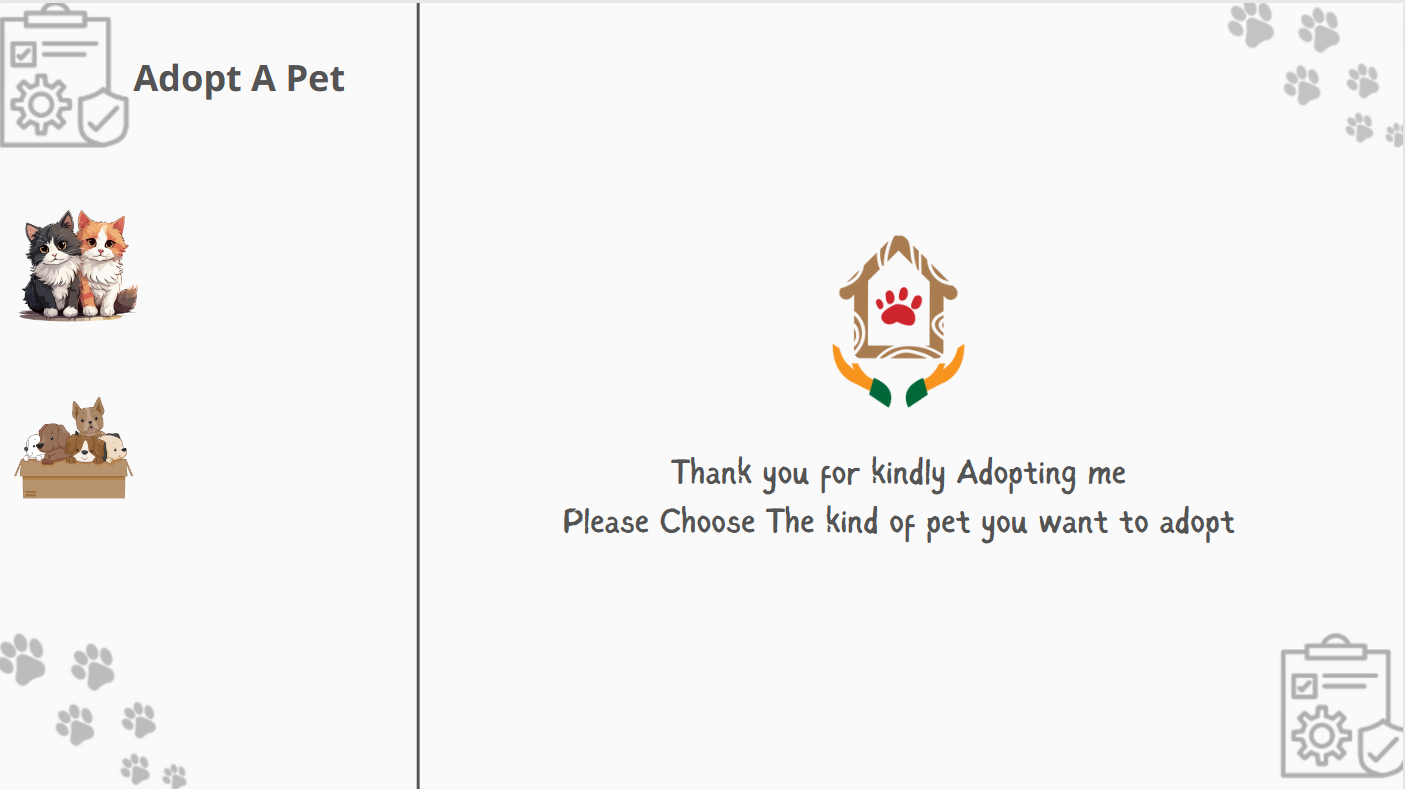 Adopt A Pet
Thank you for kindly Adopting me
Please Choose The kind of pet you want to adopt